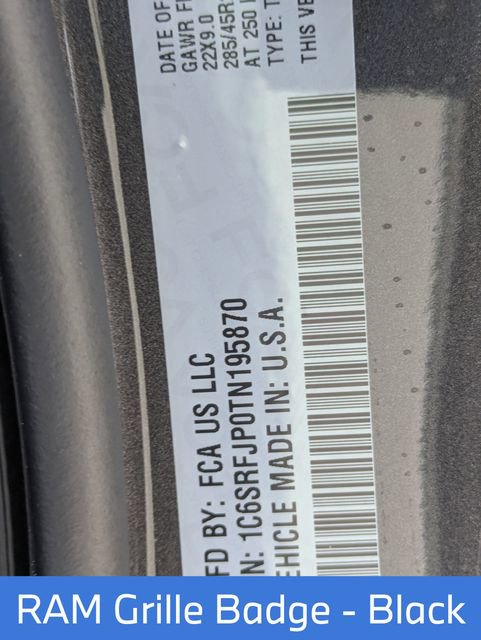 DATE OF
GAWR F
22X9.0
285/45R
AT 250
TYPE: T
THIS VE
FD BY: FCA US LLC
N: 1C6SRFJP0TN195870
EHICLE MADE IN: U.S.A.
RAM Grille Badge - Black